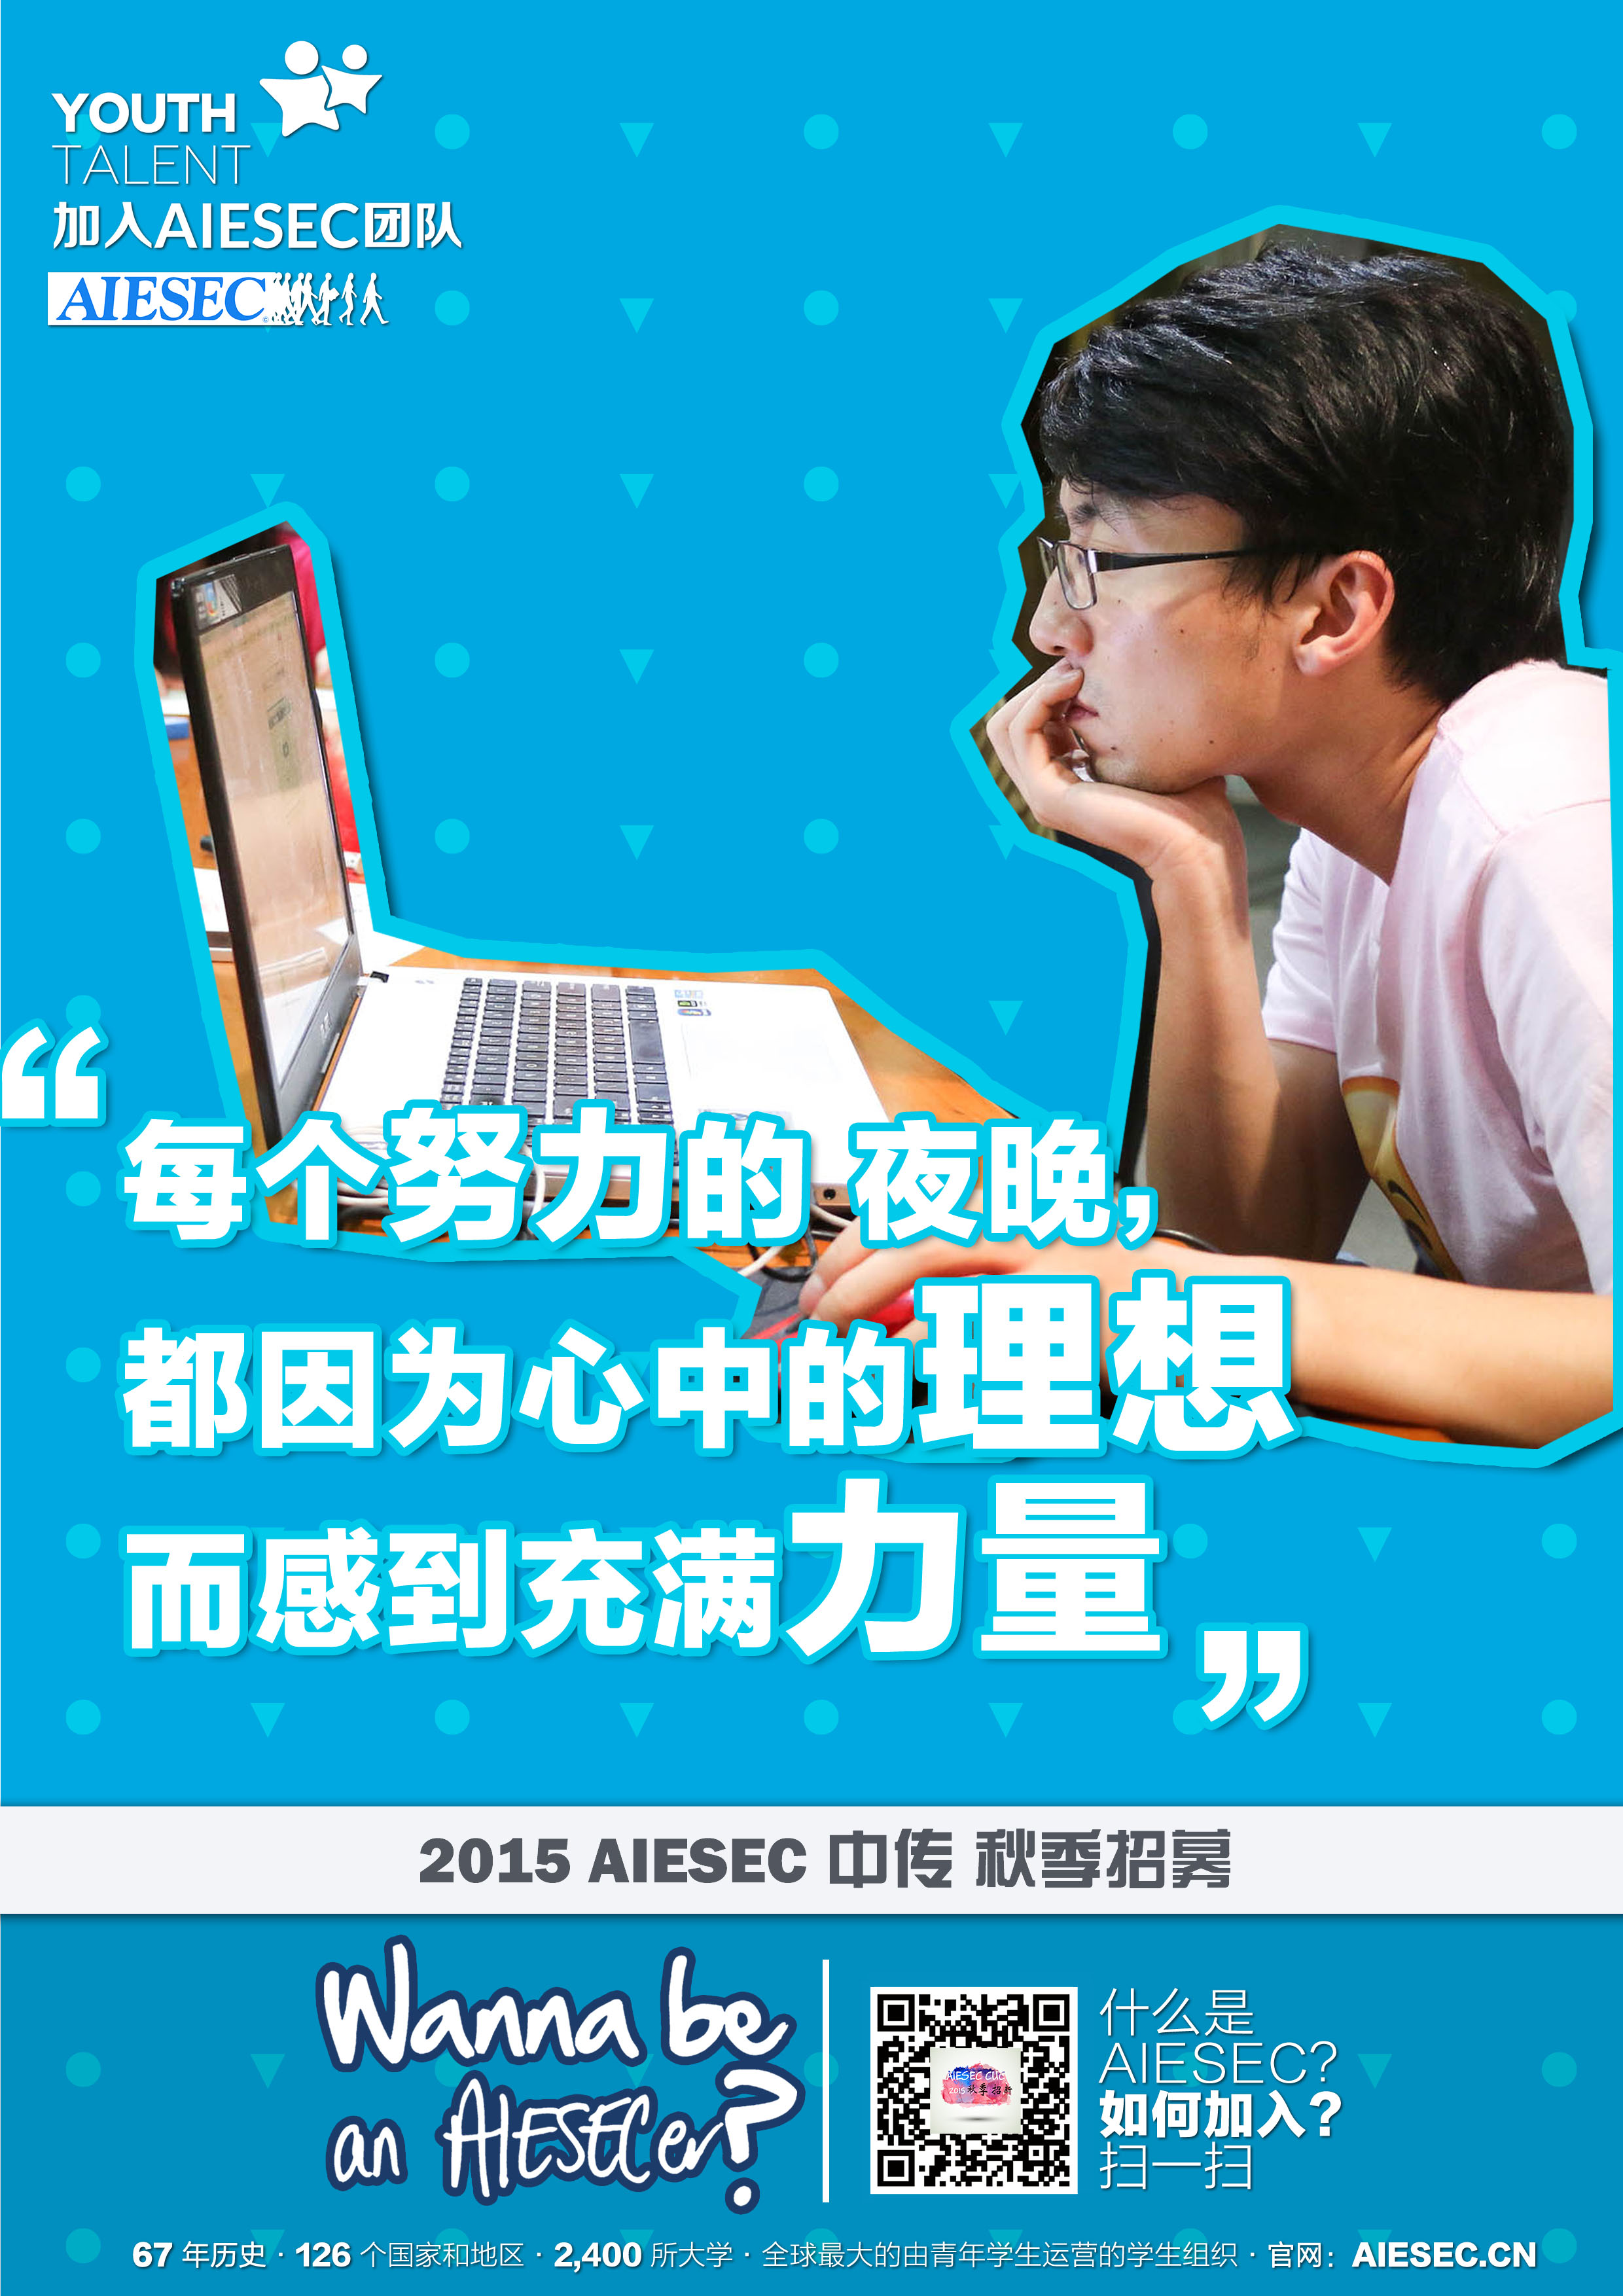 YOUTH
TALENT
加入AIESEC团队
AIESEC
“每个努力的 夜晚，
都因为心中的理想
而感到充满力量”
2015 AIESEC 中传 秋季招募
Wanna be
an AIESECer?
AIESEC CUC
2015秋季招新
什么是
AIESEC?
如何加入?
扫一扫
67 年历史 · 126 个国家和地区 · 2,400 所大学 · 全球最大的由青年学生运营的学生组织 · 官网：AIESEC.CN